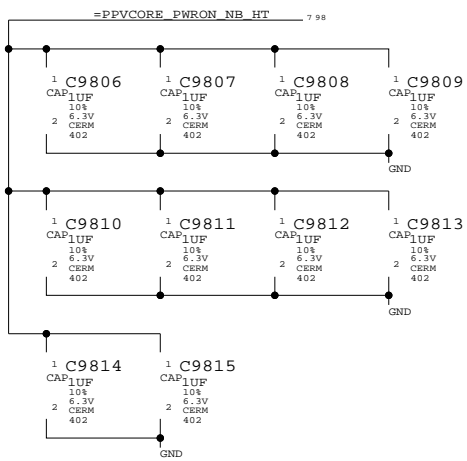 =PPVCORE_PWRON_NB_HT 7 98
1 C9806
CAP 1UF
10%
2 6.3V
CERM
402
1 C9807
CAP 1UF
10%
2 6.3V
CERM
402
1 C9808
CAP 1UF
10%
2 6.3V
CERM
402
1 C9809
CAP 1UF
10%
2 6.3V
CERM
402
GND
1 C9810
CAP 1UF
10%
2 6.3V
CERM
402
1 C9811
CAP 1UF
10%
2 6.3V
CERM
402
1 C9812
CAP 1UF
10%
2 6.3V
CERM
402
1 C9813
CAP 1UF
10%
2 6.3V
CERM
402
GND
1 C9814
CAP 1UF
10%
2 6.3V
CERM
402
1 C9815
CAP 1UF
10%
2 6.3V
CERM
402
GND